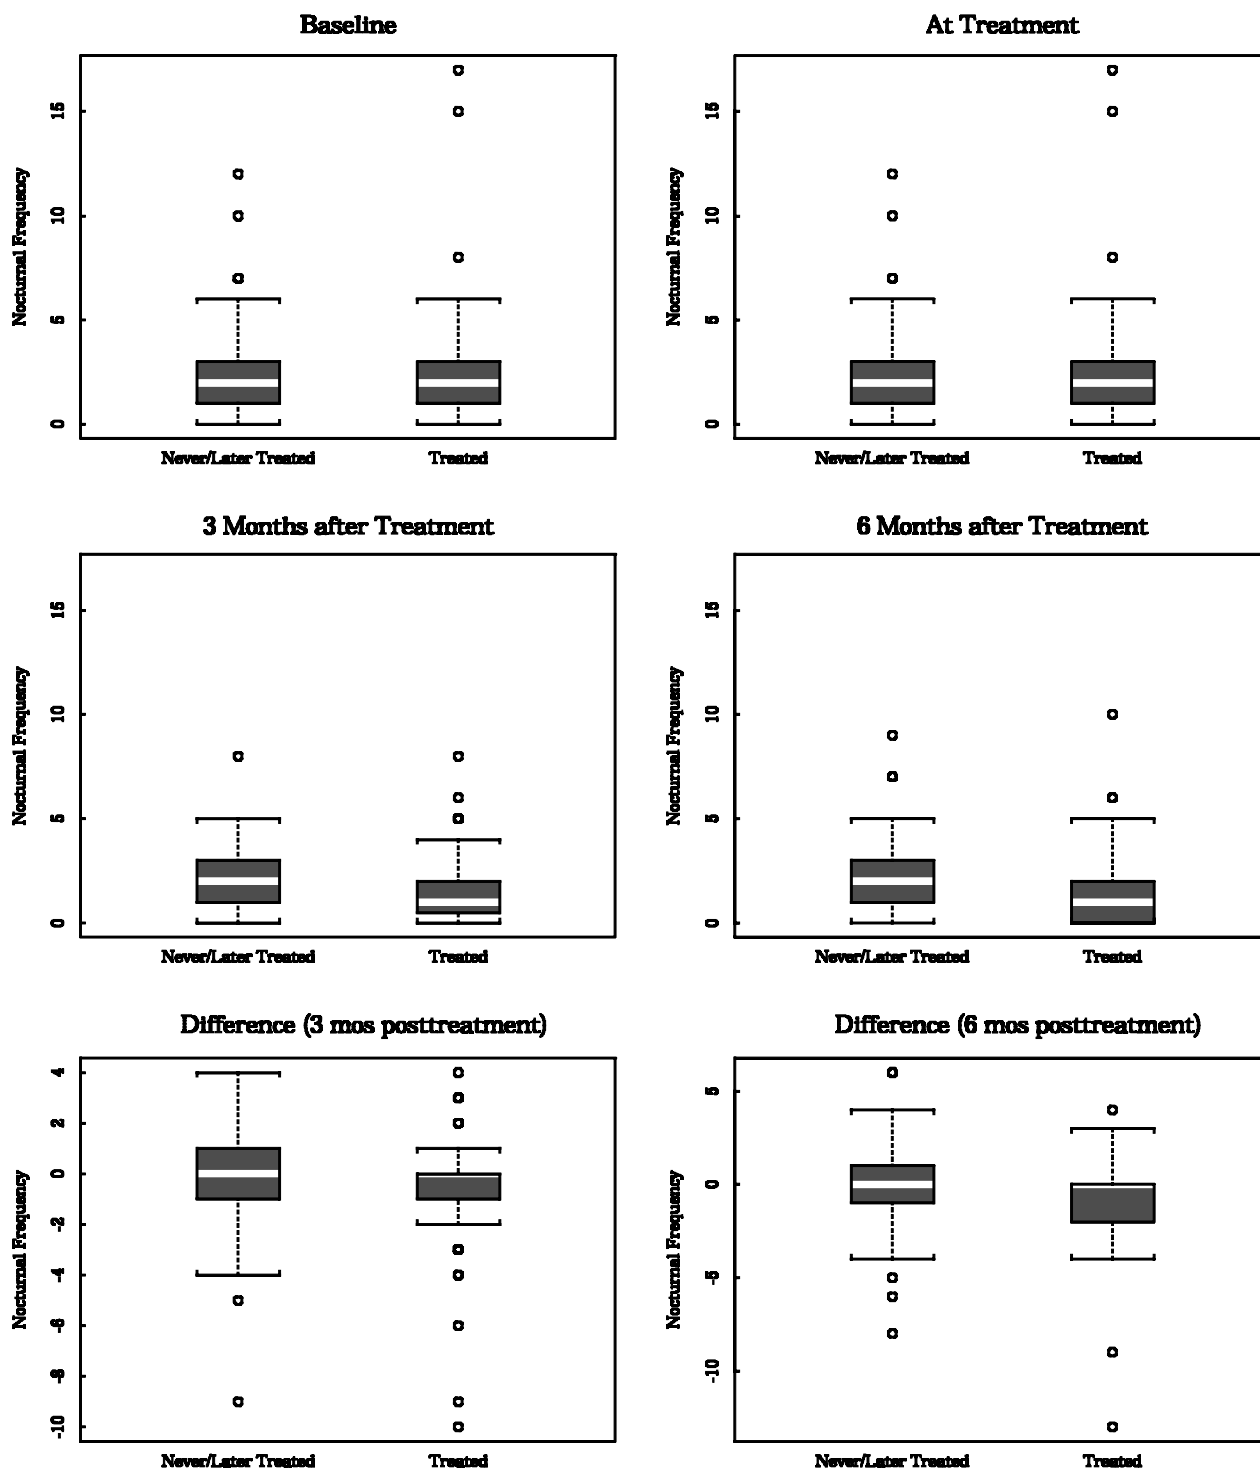 Baseline
At Treatment
Nocturnal Frequency
15
10
5
0
Never/Later Treated
Treated
Nocturnal Frequency
15
10
5
0
Never/Later Treated
Treated
3 Months after Treatment
6 Months after Treatment
Nocturnal Frequency
15
10
5
0
Never/Later Treated
Treated
Nocturnal Frequency
15
10
5
0
Never/Later Treated
Treated
Difference (3 mos posttreatment)
Difference (6 mos posttreatment)
Nocturnal Frequency
4
2
0
-2
-4
-6
-8
-10
Never/Later Treated
Treated
Nocturnal Frequency
5
0
-5
-10
Never/Later Treated
Treated